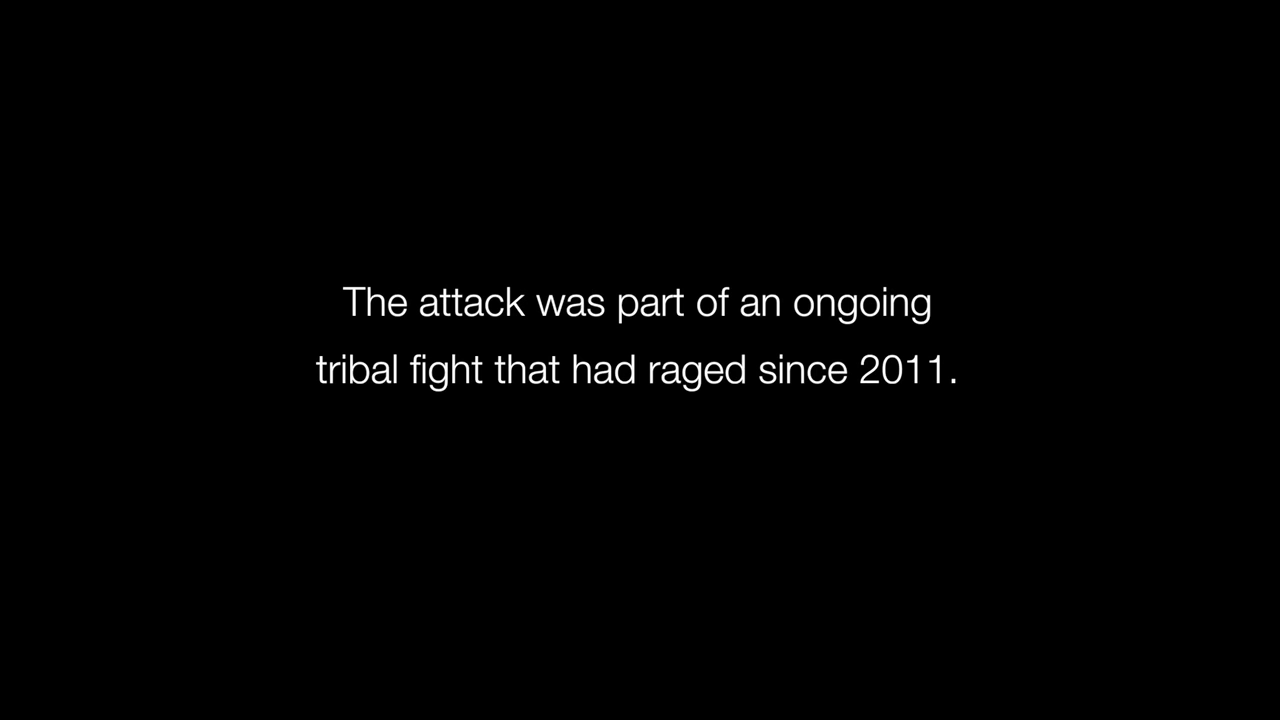 The attack was part of an ongoing
tribal fight that had raged since 2011.